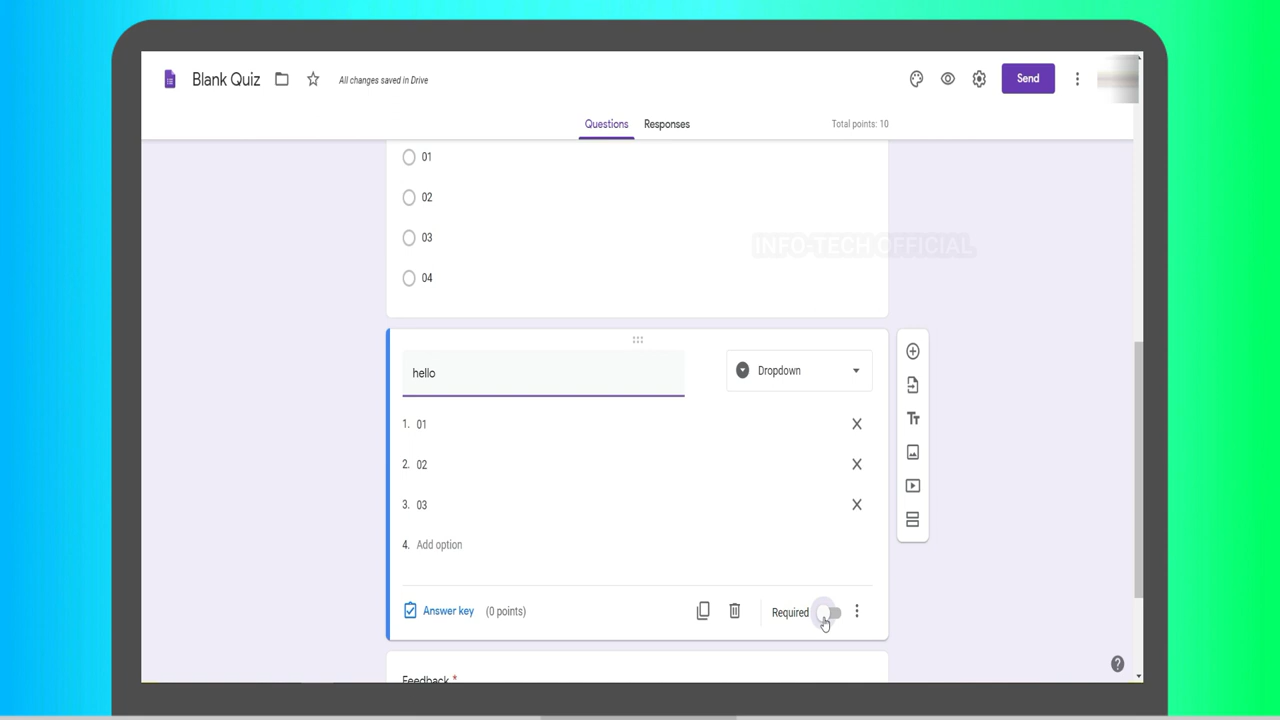 Blank Quiz
All changes saved in Drive
Send
Questions
Responses
Total points: 10
01
02
03
04
INFO-TECH OFFICIAL
hello
Dropdown
1. 01
2. 02
3. 03
4. Add option
Answer key (0 points)
Required
Feedback *